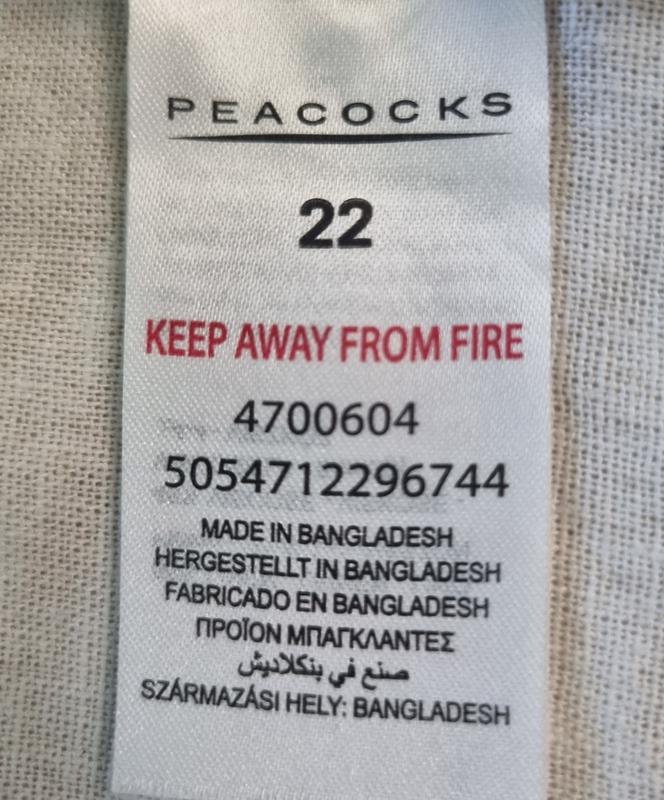 PEACOCKS
22
KEEP AWAY FROM FIRE
4700604
5054712296744
MADE IN BANGLADESH
HERGESTELLT IN BANGLADESH
FABRICADO EN BANGLADESH
ΠΡΟΪΟΝ ΜΠΑΓΚΛΑΝΤΕΣ
صنع في بنكلاديش
SZÁRMAZÁSI HELY: BANGLADESH